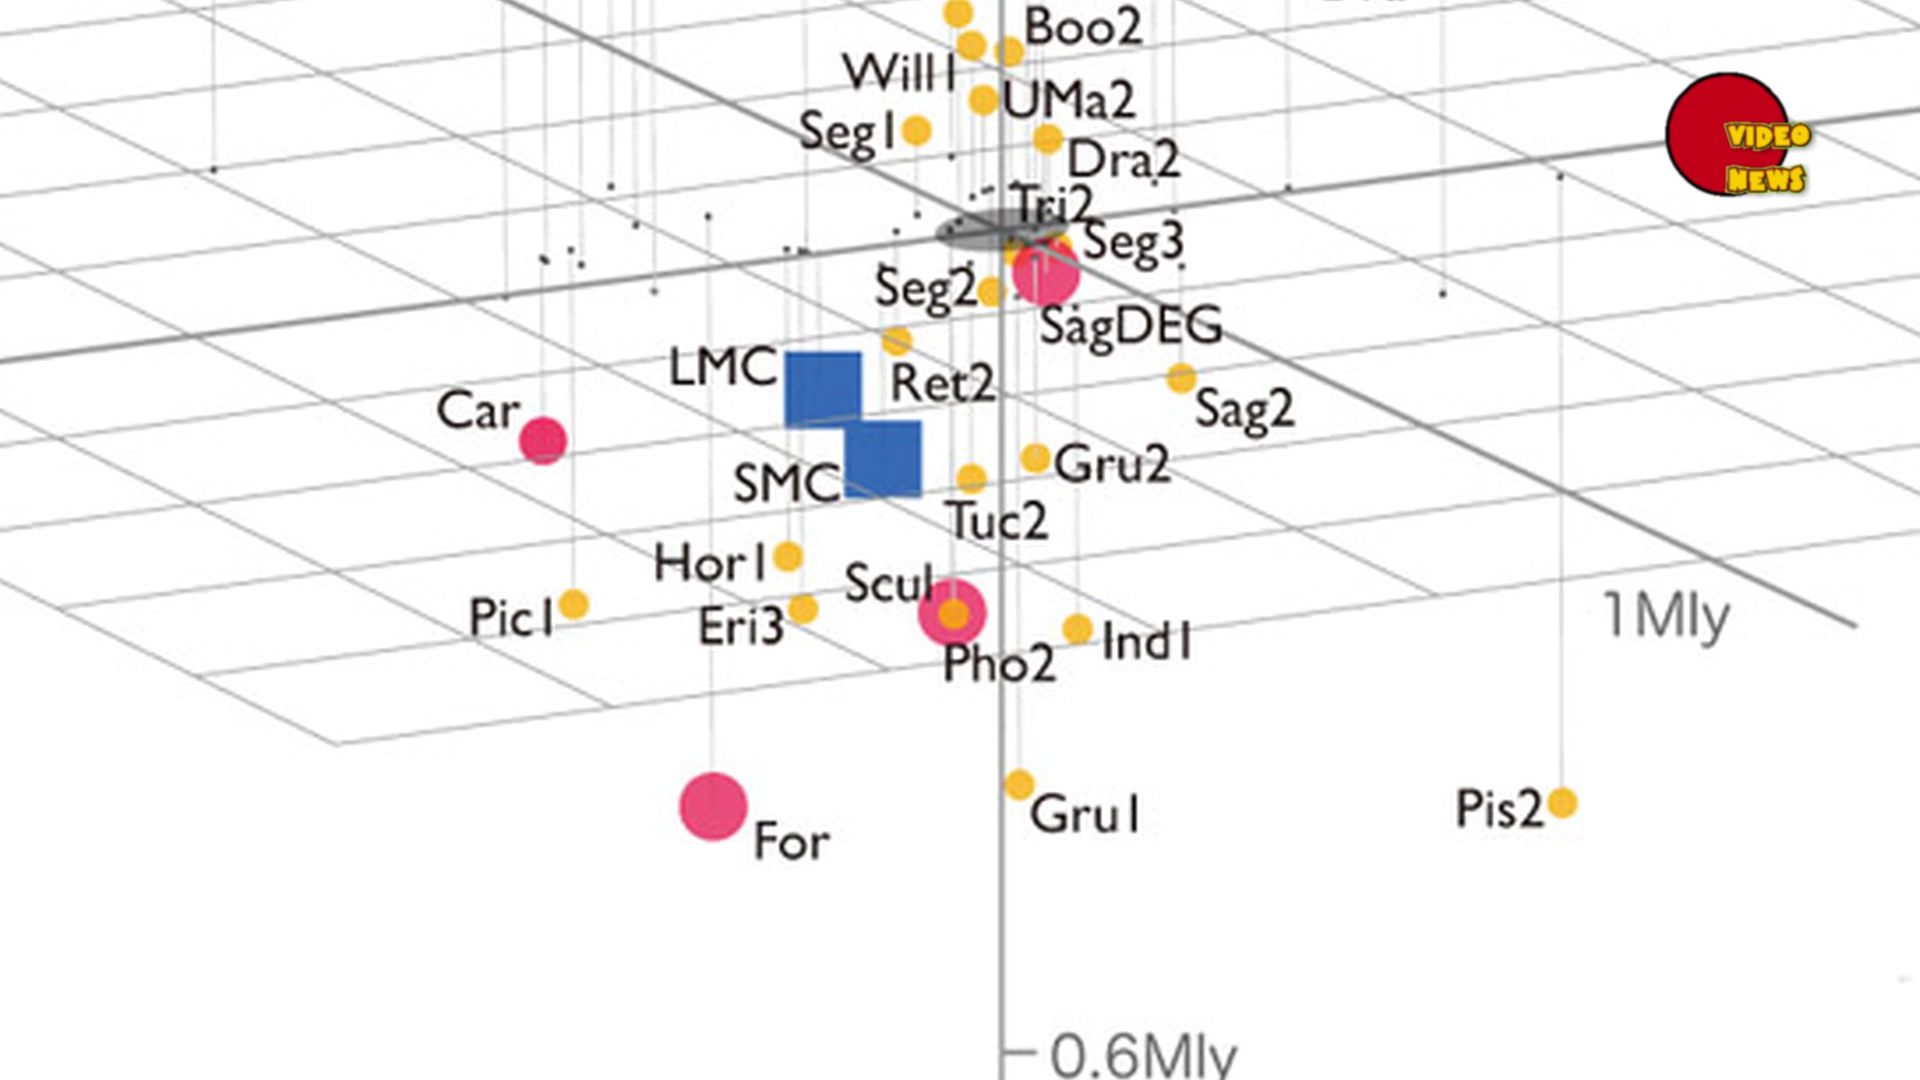 Boo2
Will1
UMa2
Seg1
Dra2
VIDEO
NEWS
Tri2
Seg3
Seg2
SagDEG
LMC
Ret2
Car
Sag2
SMC
Gru2
Tuc2
Hor1
Scul
Pic1
Eri3
Ind1
1Mly
Pho2
Gru1
Pis2
For
0.6Mly